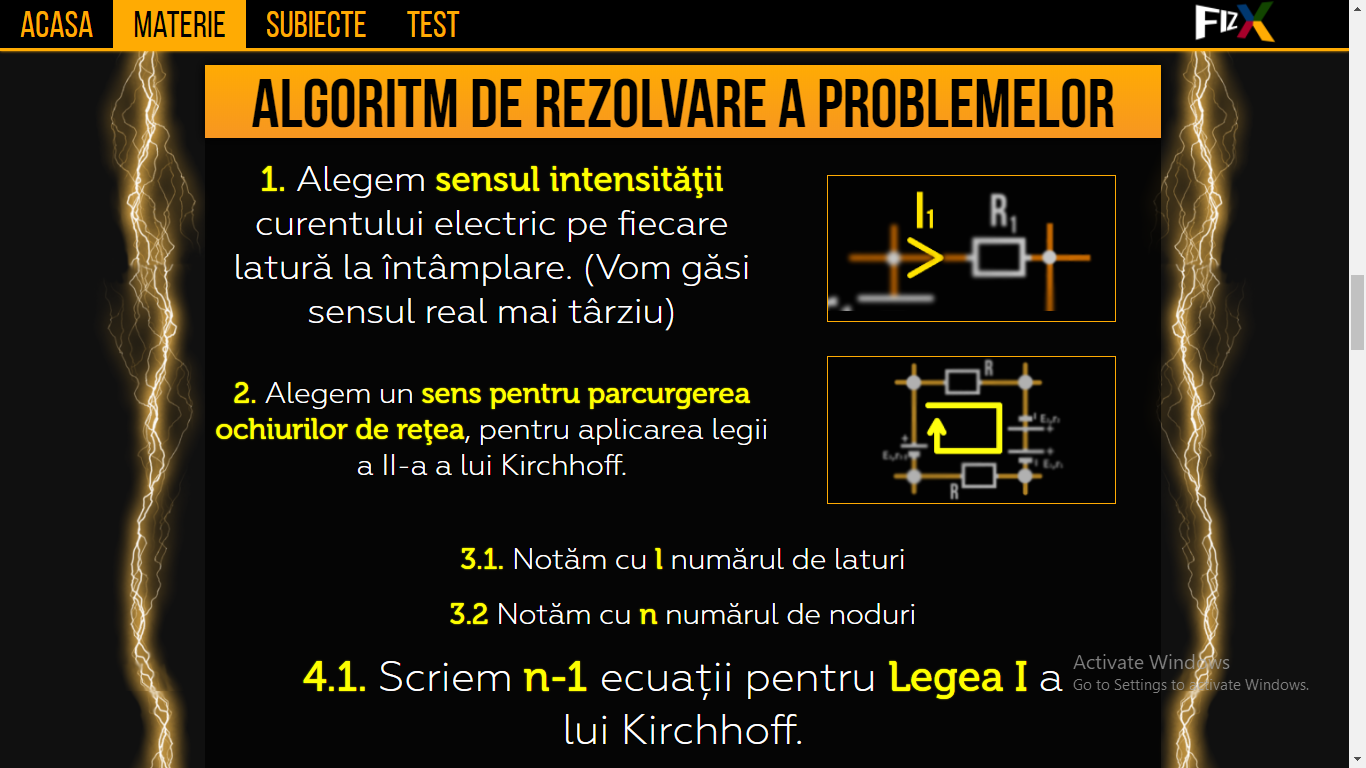 ACASA MATERIE SUBIECTE TEST FIZX
ALGORITM DE REZOLVARE A PROBLEMELOR
1. Alegem sensul intensităţii
curentului electric pe fiecare
latură la întâmplare. (Vom găsi
sensul real mai târziu)
I1 R1
2. Alegem un sens pentru parcurgerea
ochiurilor de reţea, pentru aplicarea legii
a II-a a lui Kirchhoff.
R
R
3.1. Notăm cu l numărul de laturi
3.2 Notăm cu n numărul de noduri
4.1. Scriem n-1 ecuații pentru Legea I a
lui Kirchhoff.
Activate Windows
Go to Settings to activate Windows.